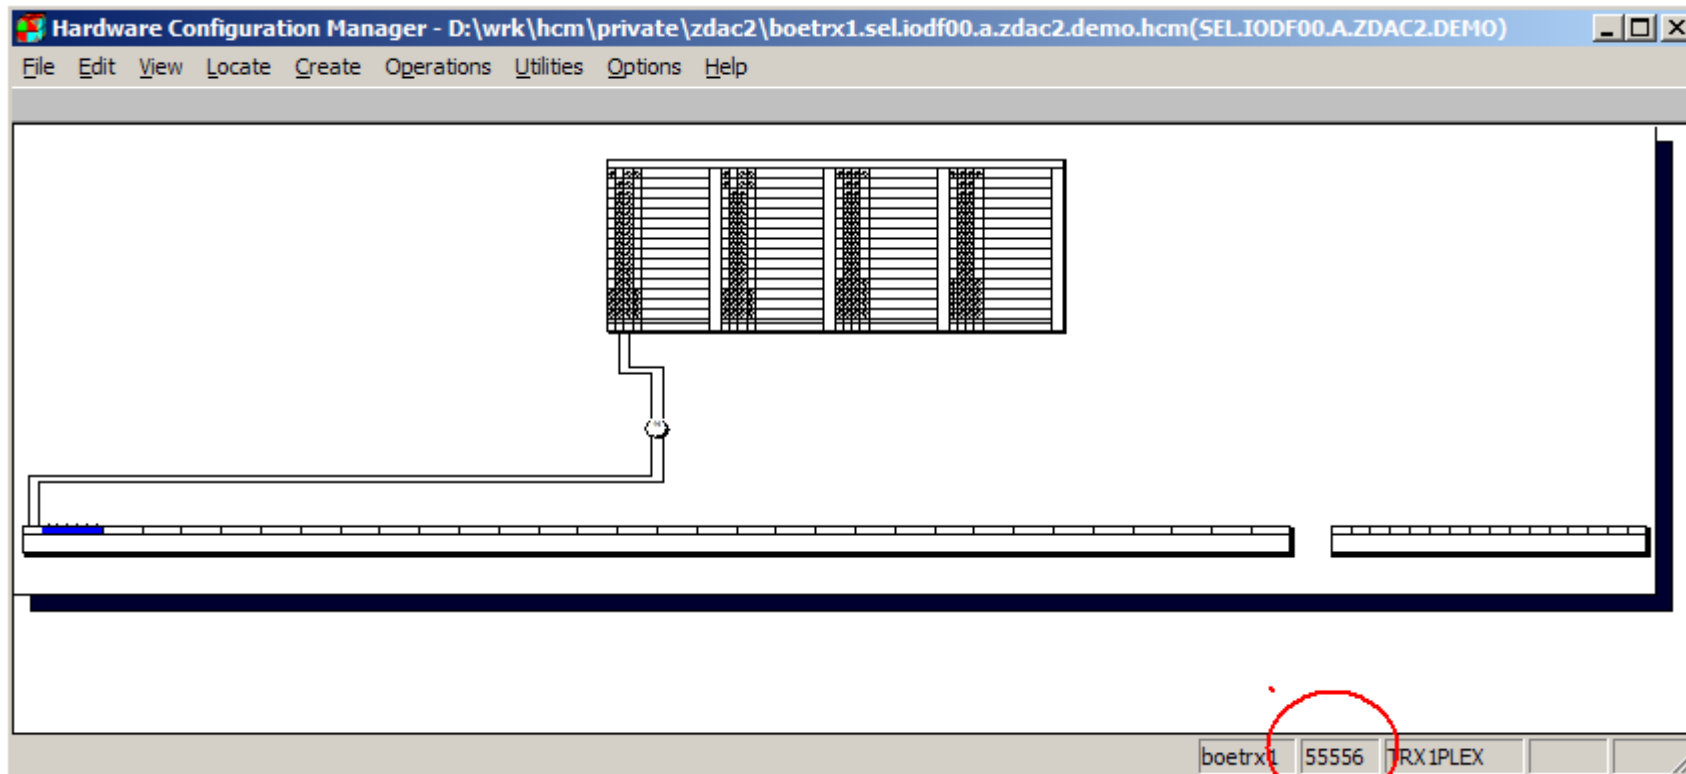 Hardware Configuration Manager - D:\wrk\hcm\private\zdac2\boetrx1.sel.iodf00.a.zdac2.demo.hcm(SEL.IODF00.A.ZDAC2.DEMO)
File Edit View Locate Create Operations Utilities Options Help
boetrx1 55556 TRX1PLEX